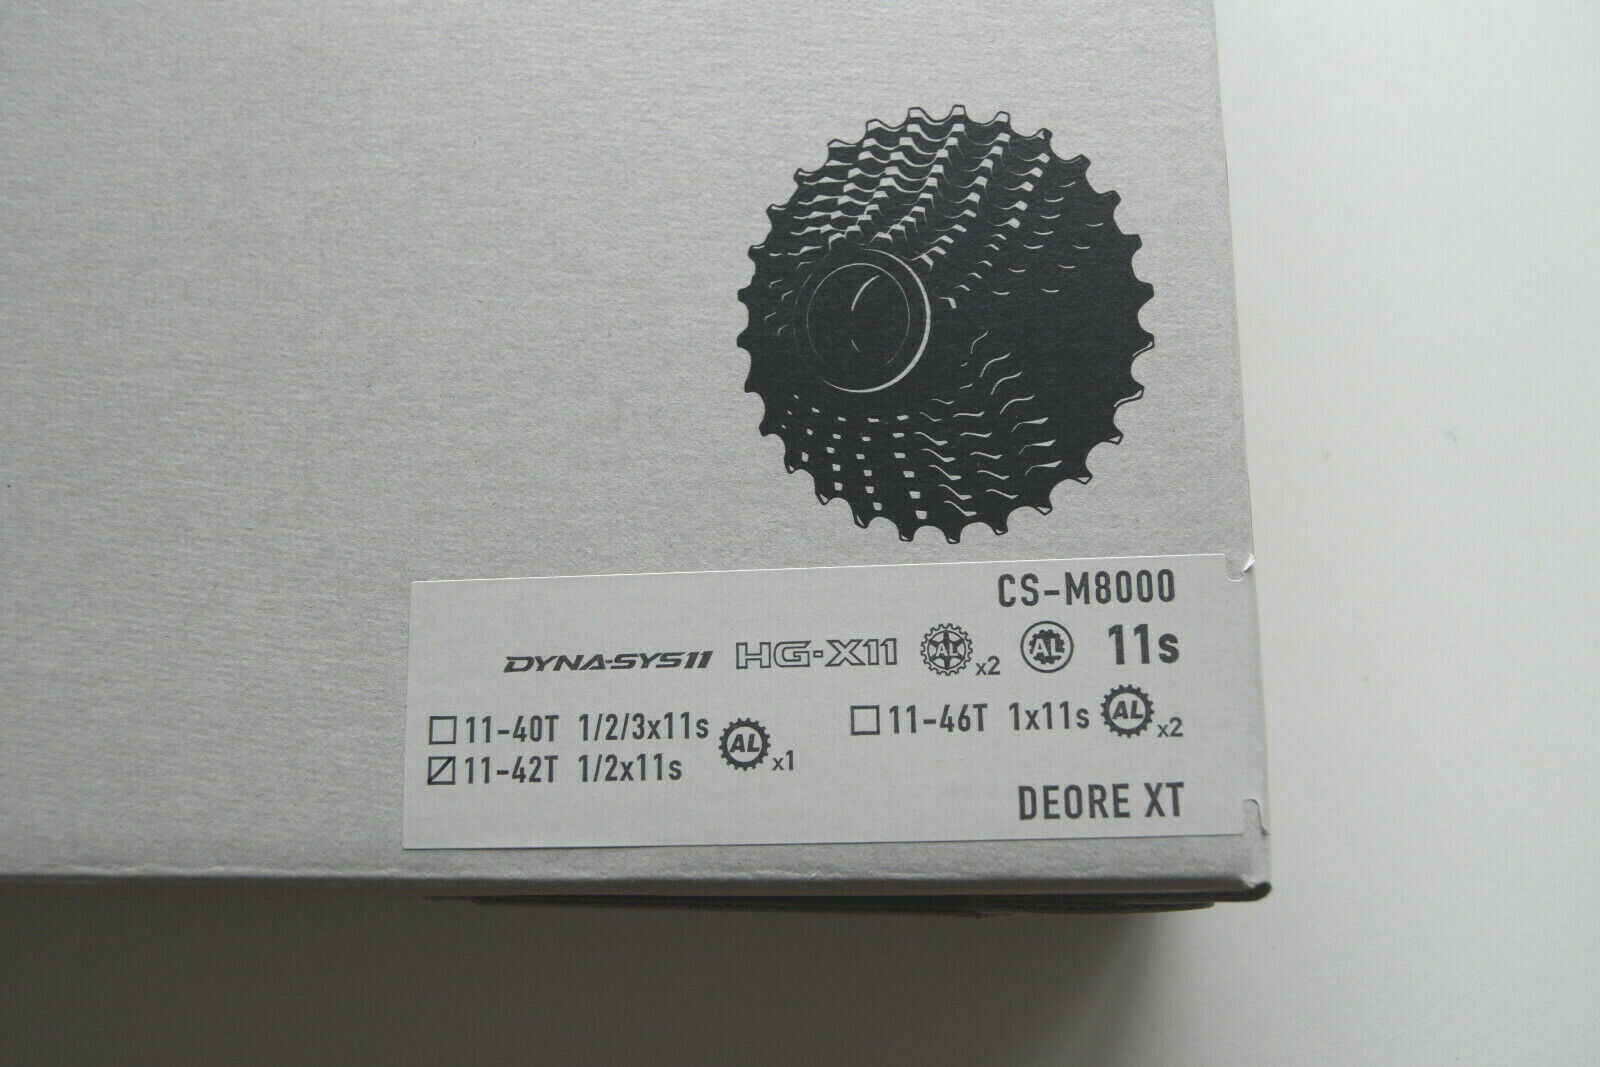 CS-M8000
DYNA-SYS11 HG-X11 AL x2 AL 11s
11-40T 1/2/3x11s
11-42T 1/2x11s
AL x1
11-46T 1x11s AL x2
DEORE XT